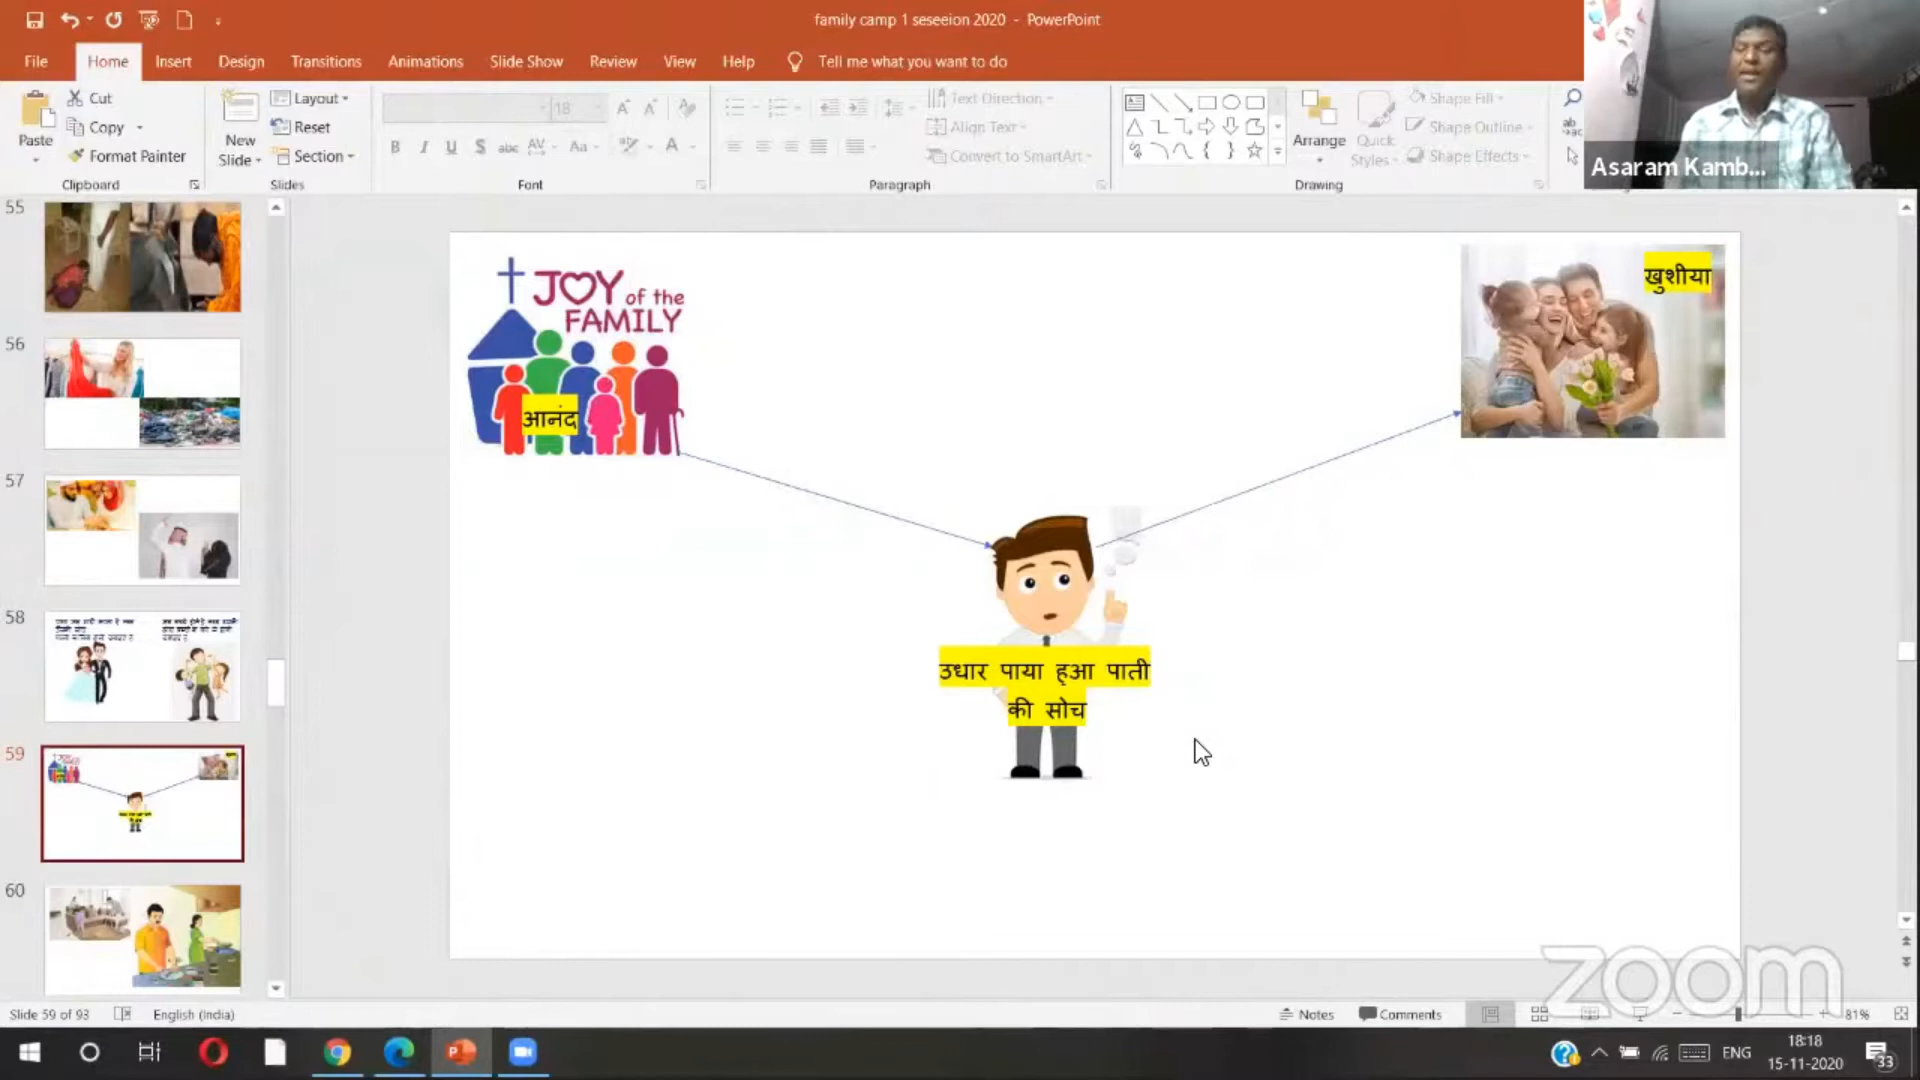 family camp 1 seseeion 2020 - PowerPoint
File Home Insert Design Transitions Animations Slide Show Review View Help Tell me what you want to do
Paste
Cut
Copy
Format Painter
Clipboard
New
Slide
Layout
Reset
Section
Slides
18
Font
Text Direction
Align Text
Convert to SmartArt
Paragraph
Arrange
Quick
Styles
Shape Fill
Shape Outline
Shape Effects
Drawing
Asaram Kamb...
55
56
57
58
59
60
JOY of the
FAMILY
आनंद
खुशीया
उधार पाया हुआ पाती
की सोच
zoom
Slide 59 of 93 English (India) Notes Comments 81%
ENG
18:18
15-11-2020
33